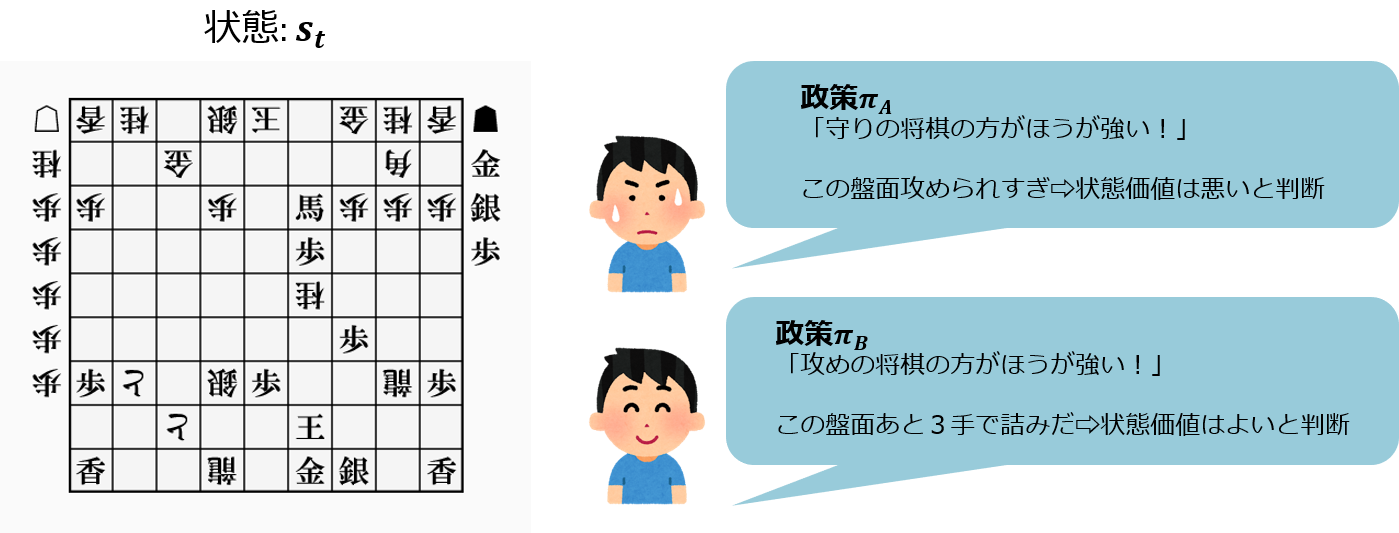 状態: s_t
香 桂 銀 王 金 桂 香
桂 金 角 金
歩 歩 歩 馬 歩 歩 歩 銀
歩 歩 歩
歩 桂
歩 歩
歩 歩 と 銀 歩 龍 歩
と 王
香 龍 金 銀 香
政策π_A
「守りの将棋の方がほうが強い！」
この盤面攻められすぎ⇨状態価値は悪いと判断
政策π_B
「攻めの将棋の方がほうが強い！」
この盤面あと３手で詰みだ⇨状態価値はよいと判断